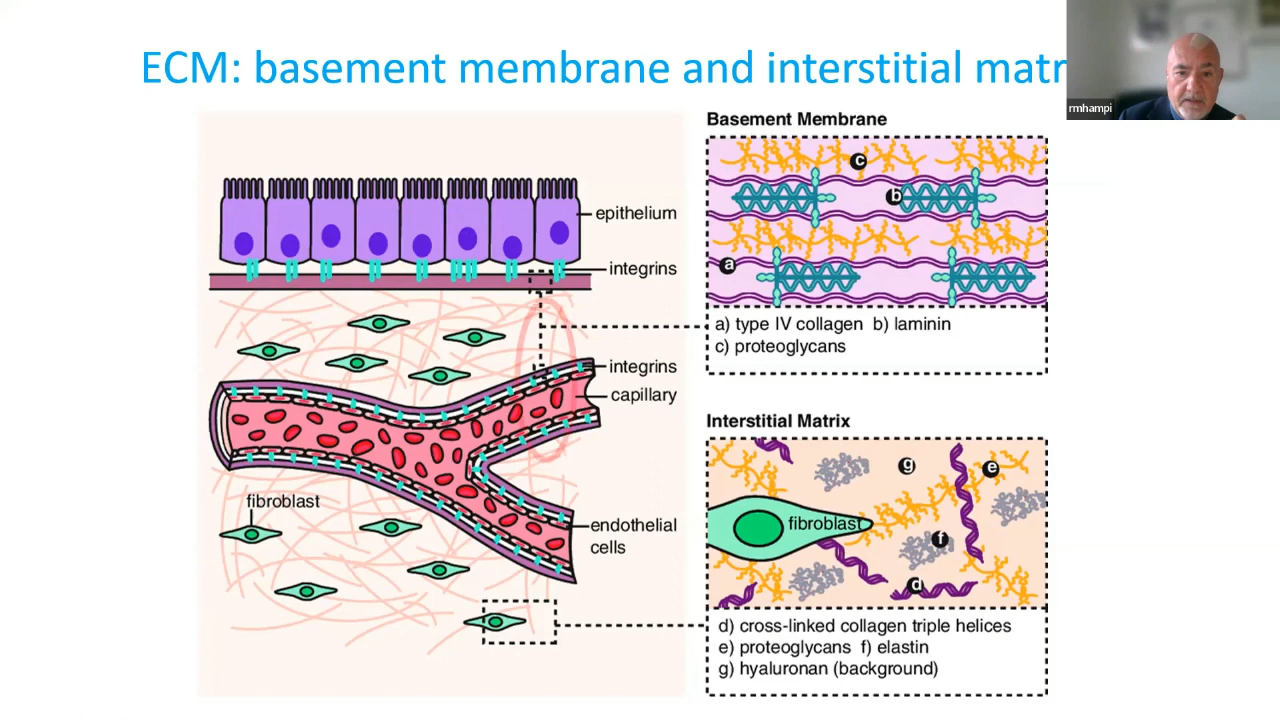 ECM: basement membrane and interstitial matr
rmhampi
epithelium
integrins
integrins
capillary
fibroblast
endothelial
cells
Basement Membrane
c
b
a
a) type IV collagen b) laminin
c) proteoglycans
Interstitial Matrix
g
e
fibroblast
f
d
d) cross-linked collagen triple helices
e) proteoglycans f) elastin
g) hyaluronan (background)